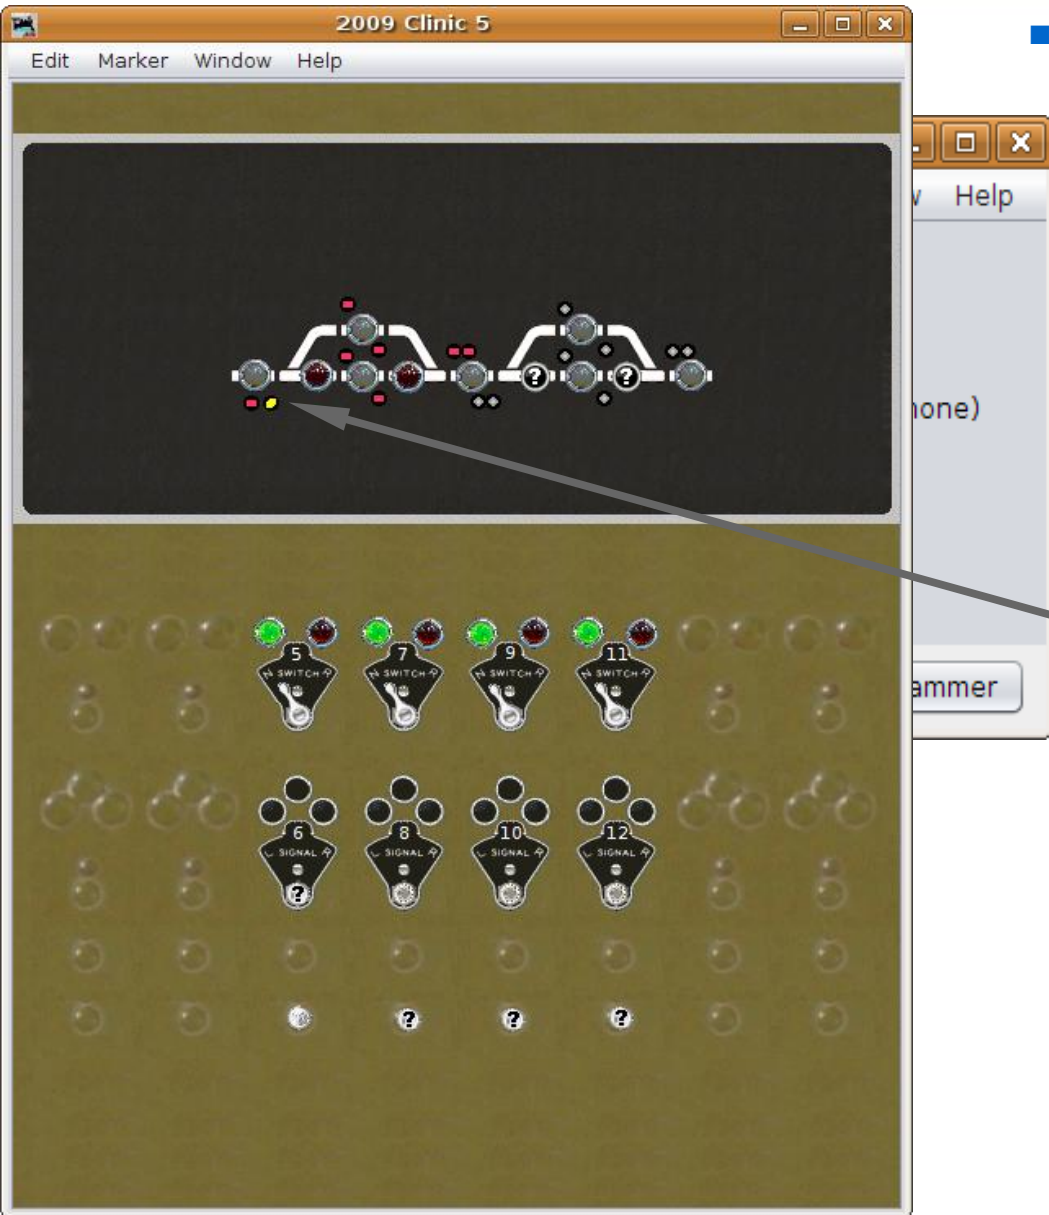 2009 Clinic 5
Edit Marker Window Help
Help
? ?
5 7 9 11
N SWITCH R N SWITCH R N SWITCH R N SWITCH R
6 8 10 12
L SIGNAL R L SIGNAL R L SIGNAL R L SIGNAL R
?
? ? ?
one)
ammer